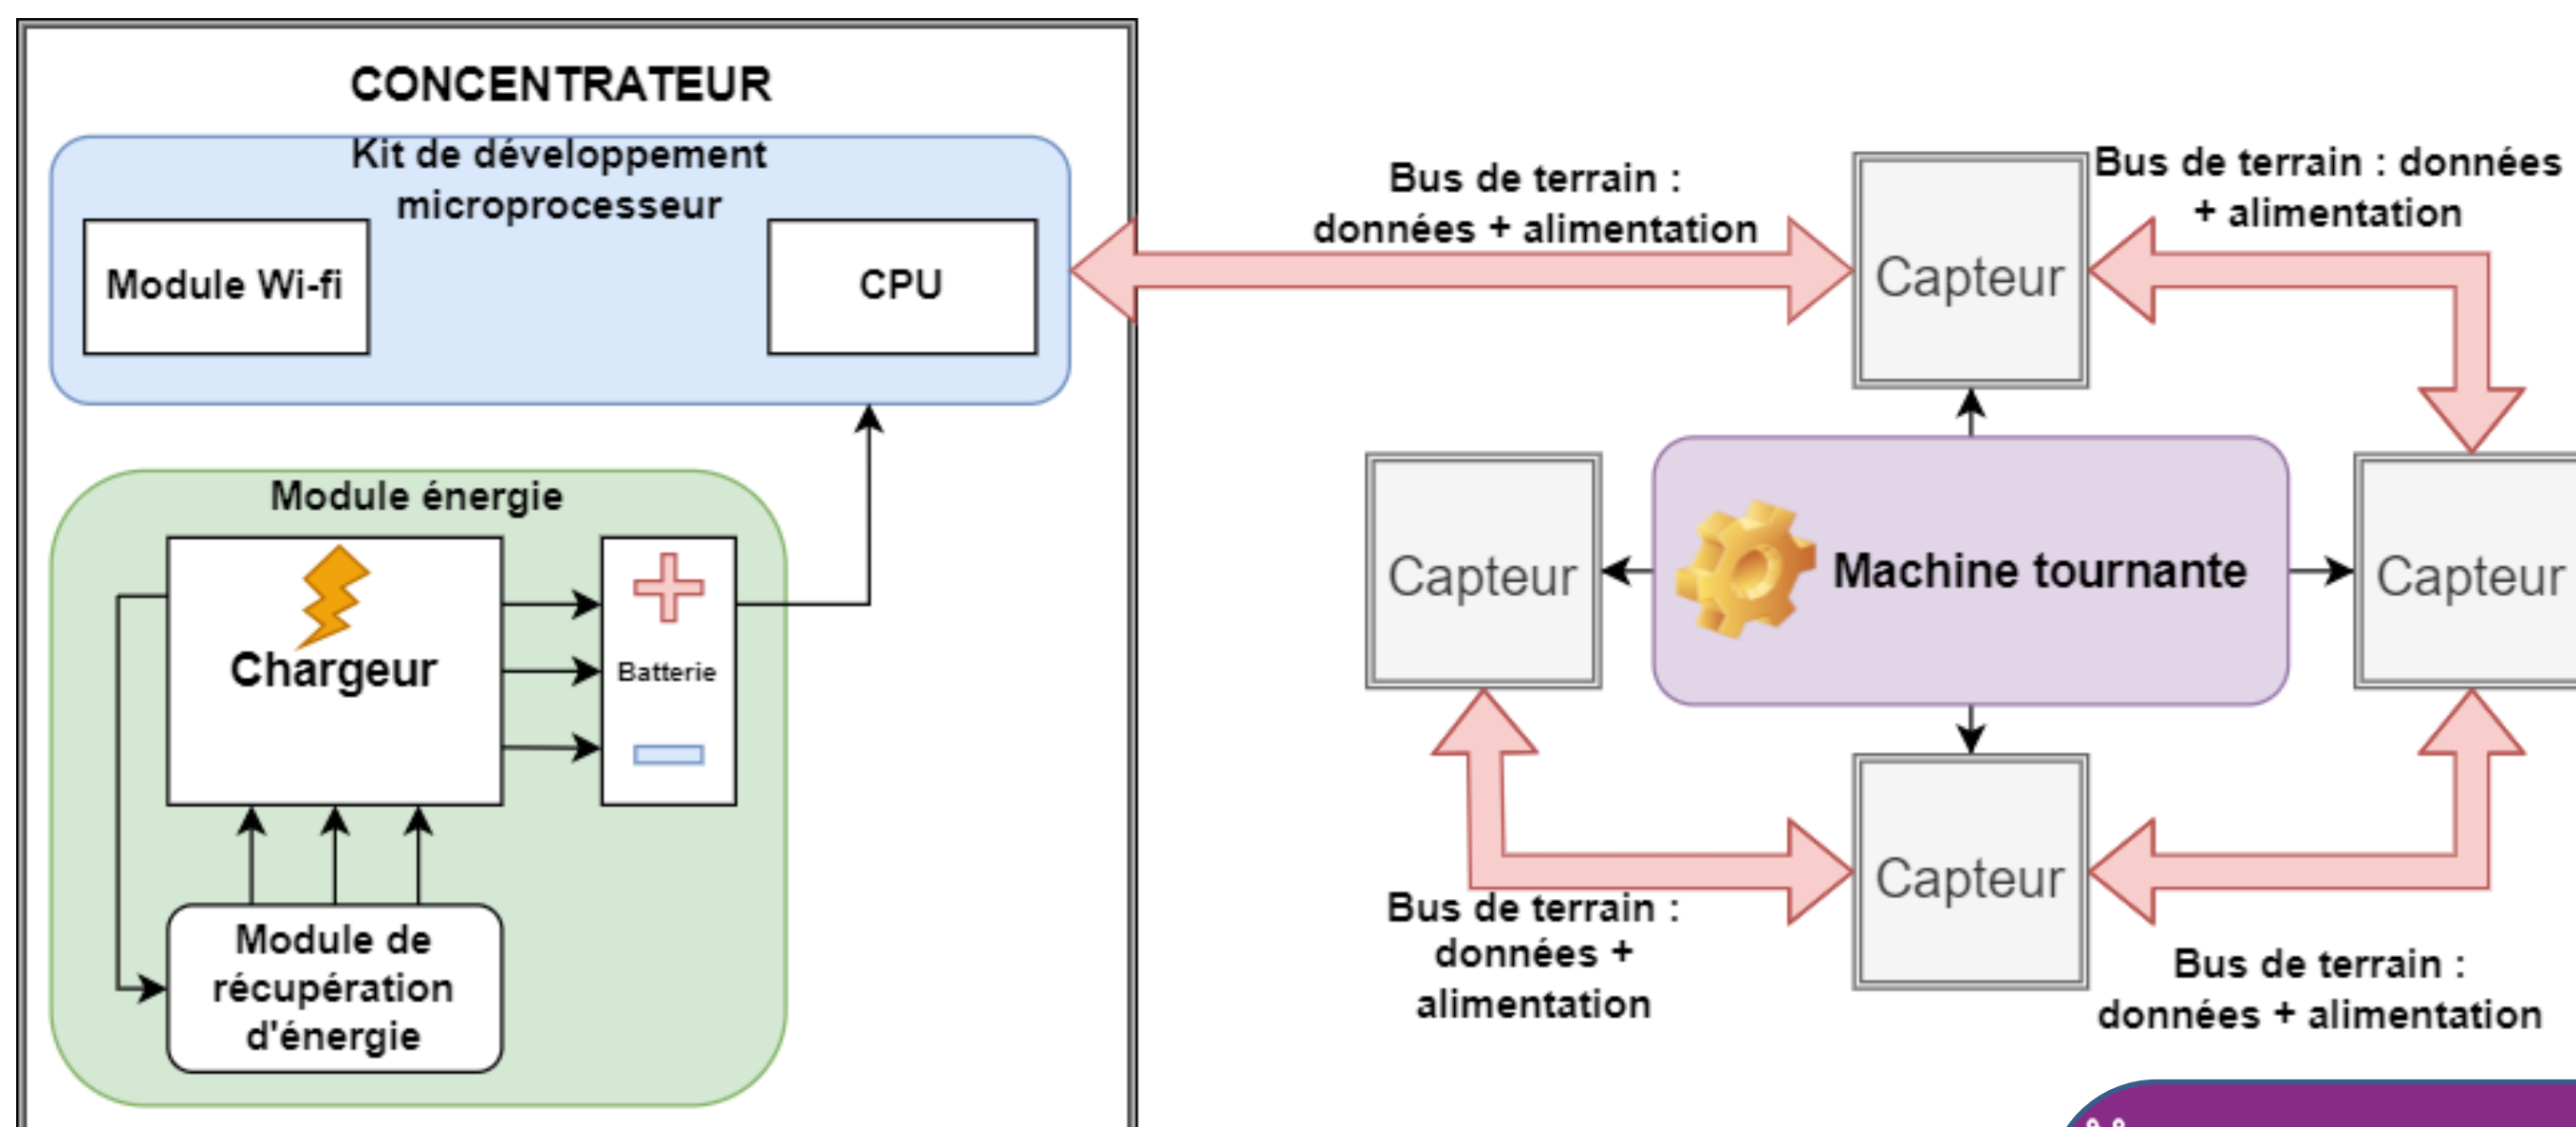 CONCENTRATEUR
Kit de développement
microprocesseur
Module Wi-fi
CPU
Module énergie
Chargeur
Batterie
Module de
récupération
d'énergie
Bus de terrain :
données + alimentation
Capteur
Bus de terrain : données
+ alimentation
Capteur
Machine tournante
Capteur
Capteur
Bus de terrain :
données +
alimentation
Bus de terrain :
données + alimentation